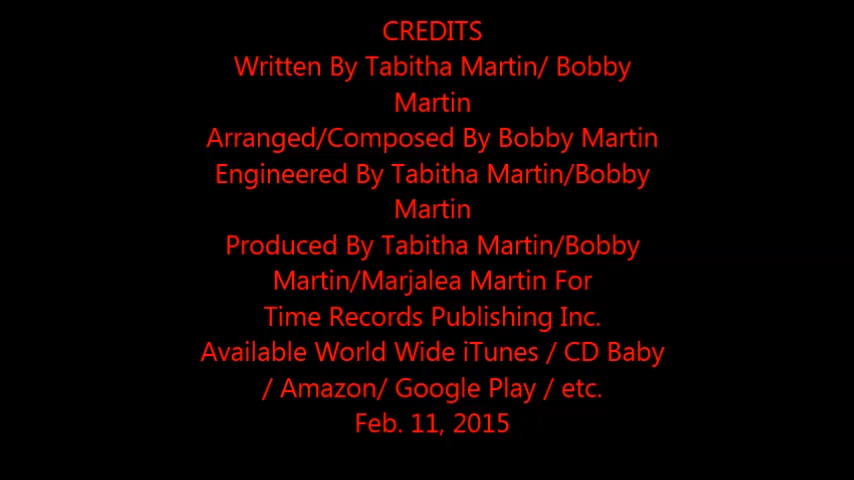 CREDITS
Written By Tabitha Martin/ Bobby
Martin
Arranged/Composed By Bobby Martin
Engineered By Tabitha Martin/Bobby
Martin
Produced By Tabitha Martin/Bobby
Martin/Marjalea Martin For
Time Records Publishing Inc.
Available World Wide iTunes / CD Baby
/ Amazon/ Google Play / etc.
Feb. 11, 2015